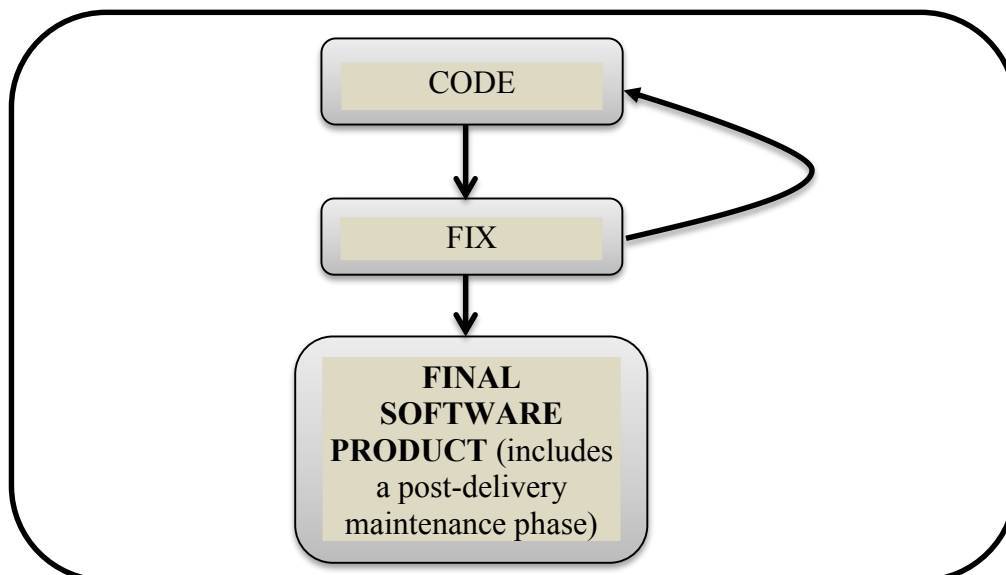 CODE
FIX
FINAL
SOFTWARE
PRODUCT (includes
a post-delivery
maintenance phase)